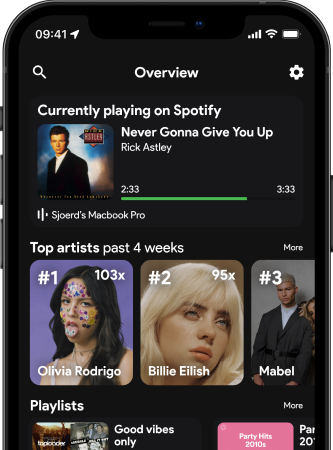 09:41
Overview
Currently playing on Spotify
Never Gonna Give You Up
Rick Astley
2:33
3:33
Sjoerd's Macbook Pro
Top artists past 4 weeks
More
#1
103x
Olivia Rodrigo
#2
95x
Billie Eilish
#3
Mabel
Playlists
More
Good vibes
only
Party Hits
2010s
Par
201